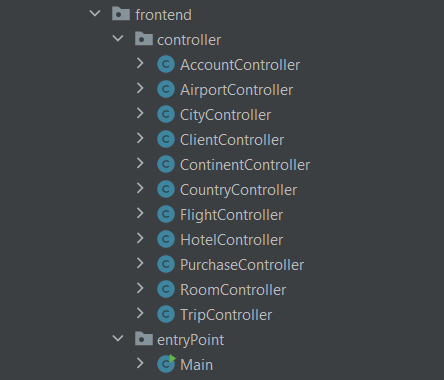 frontend
controller
AccountController
AirportController
CityController
ClientController
ContinentController
CountryController
FlightController
HotelController
PurchaseController
RoomController
TripController
entryPoint
Main